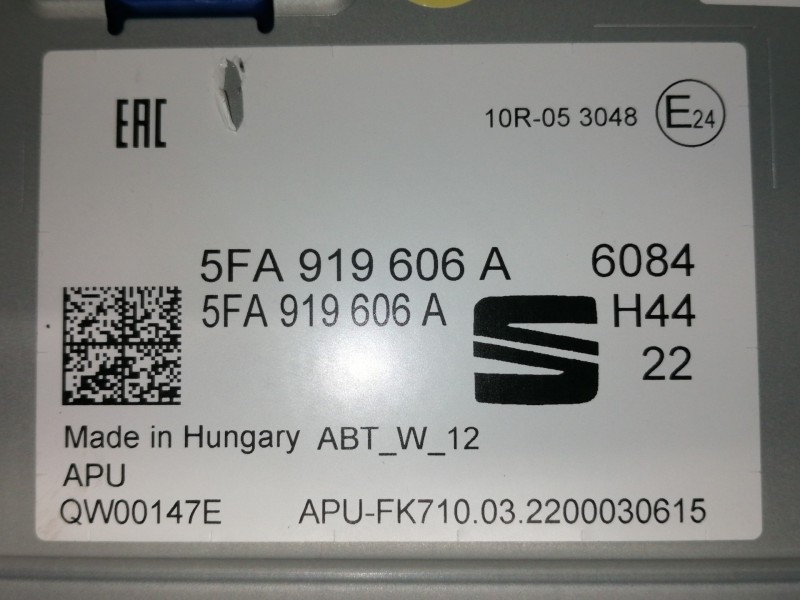 EAC
10R-05 3048 E24
5FA 919 606 A 6084
5FA 919 606 A H44
22
Made in Hungary ABT_W_12
APU
QW00147E APU-FK710.03.2200030615